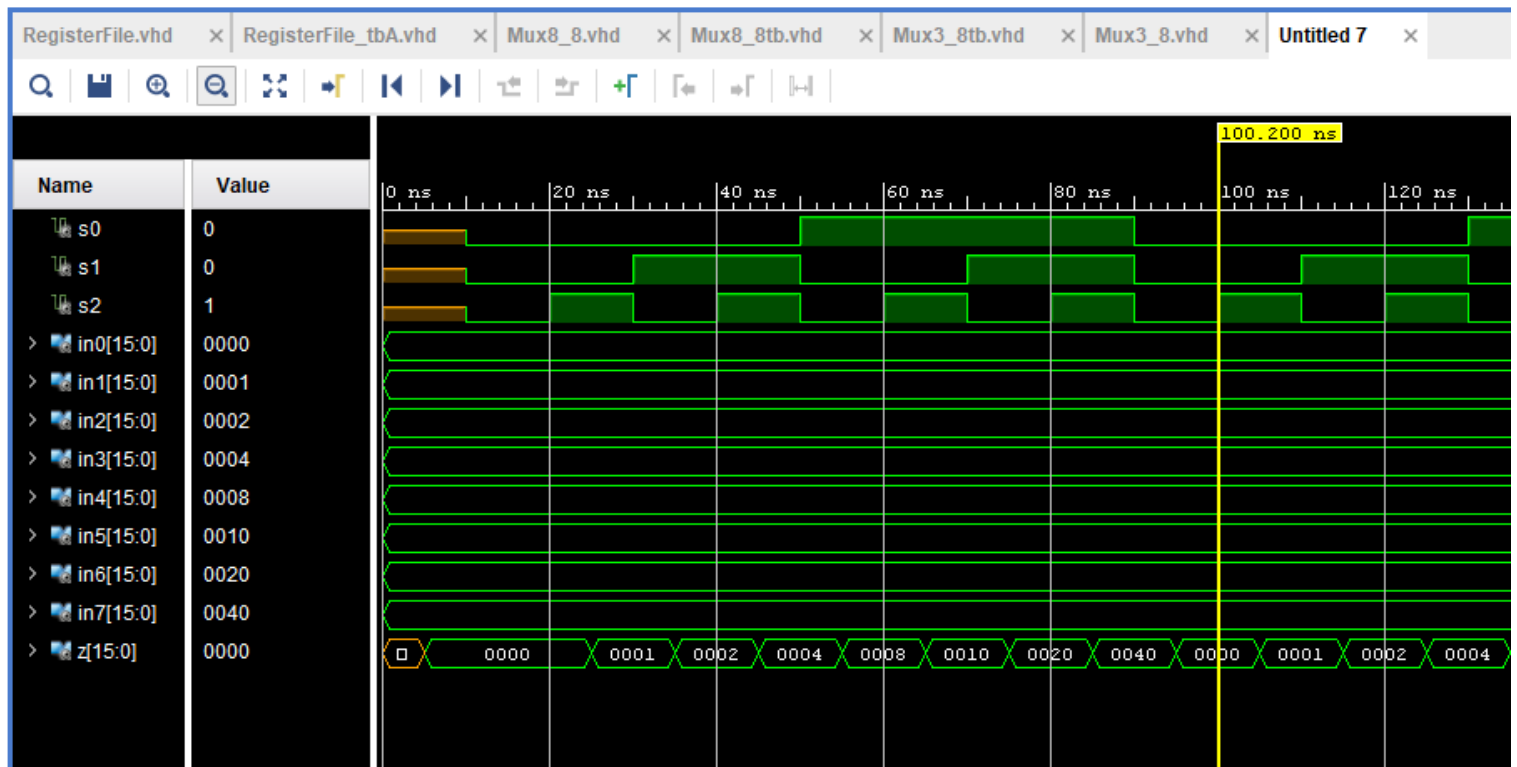 RegisterFile.vhd × RegisterFile_tbA.vhd × Mux8_8.vhd × Mux8_8tb.vhd × Mux3_8tb.vhd × Mux3_8.vhd × Untitled 7 ×
100.200 ns
Name Value 0 ns 20 ns 40 ns 60 ns 80 ns 100 ns 120 ns
s0 0
s1 0
s2 1
> in0[15:0] 0000
> in1[15:0] 0001
> in2[15:0] 0002
> in3[15:0] 0004
> in4[15:0] 0008
> in5[15:0] 0010
> in6[15:0] 0020
> in7[15:0] 0040
> z[15:0] 0000 0000 0001 0002 0004 0008 0010 0020 0040 0000 0001 0002 0004